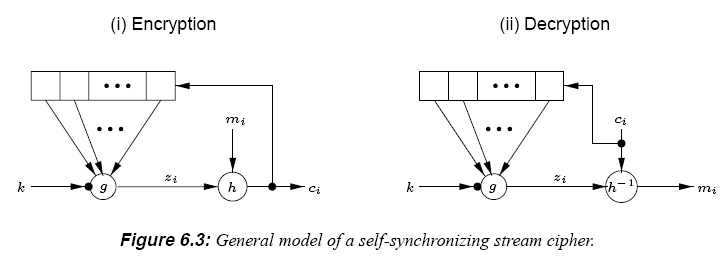 (i) Encryption
(ii) Decryption
m_i
c_i
k
g
z_i
h
c_i
k
g
z_i
h^{-1}
m_i
Figure 6.3: General model of a self-synchronizing stream cipher.